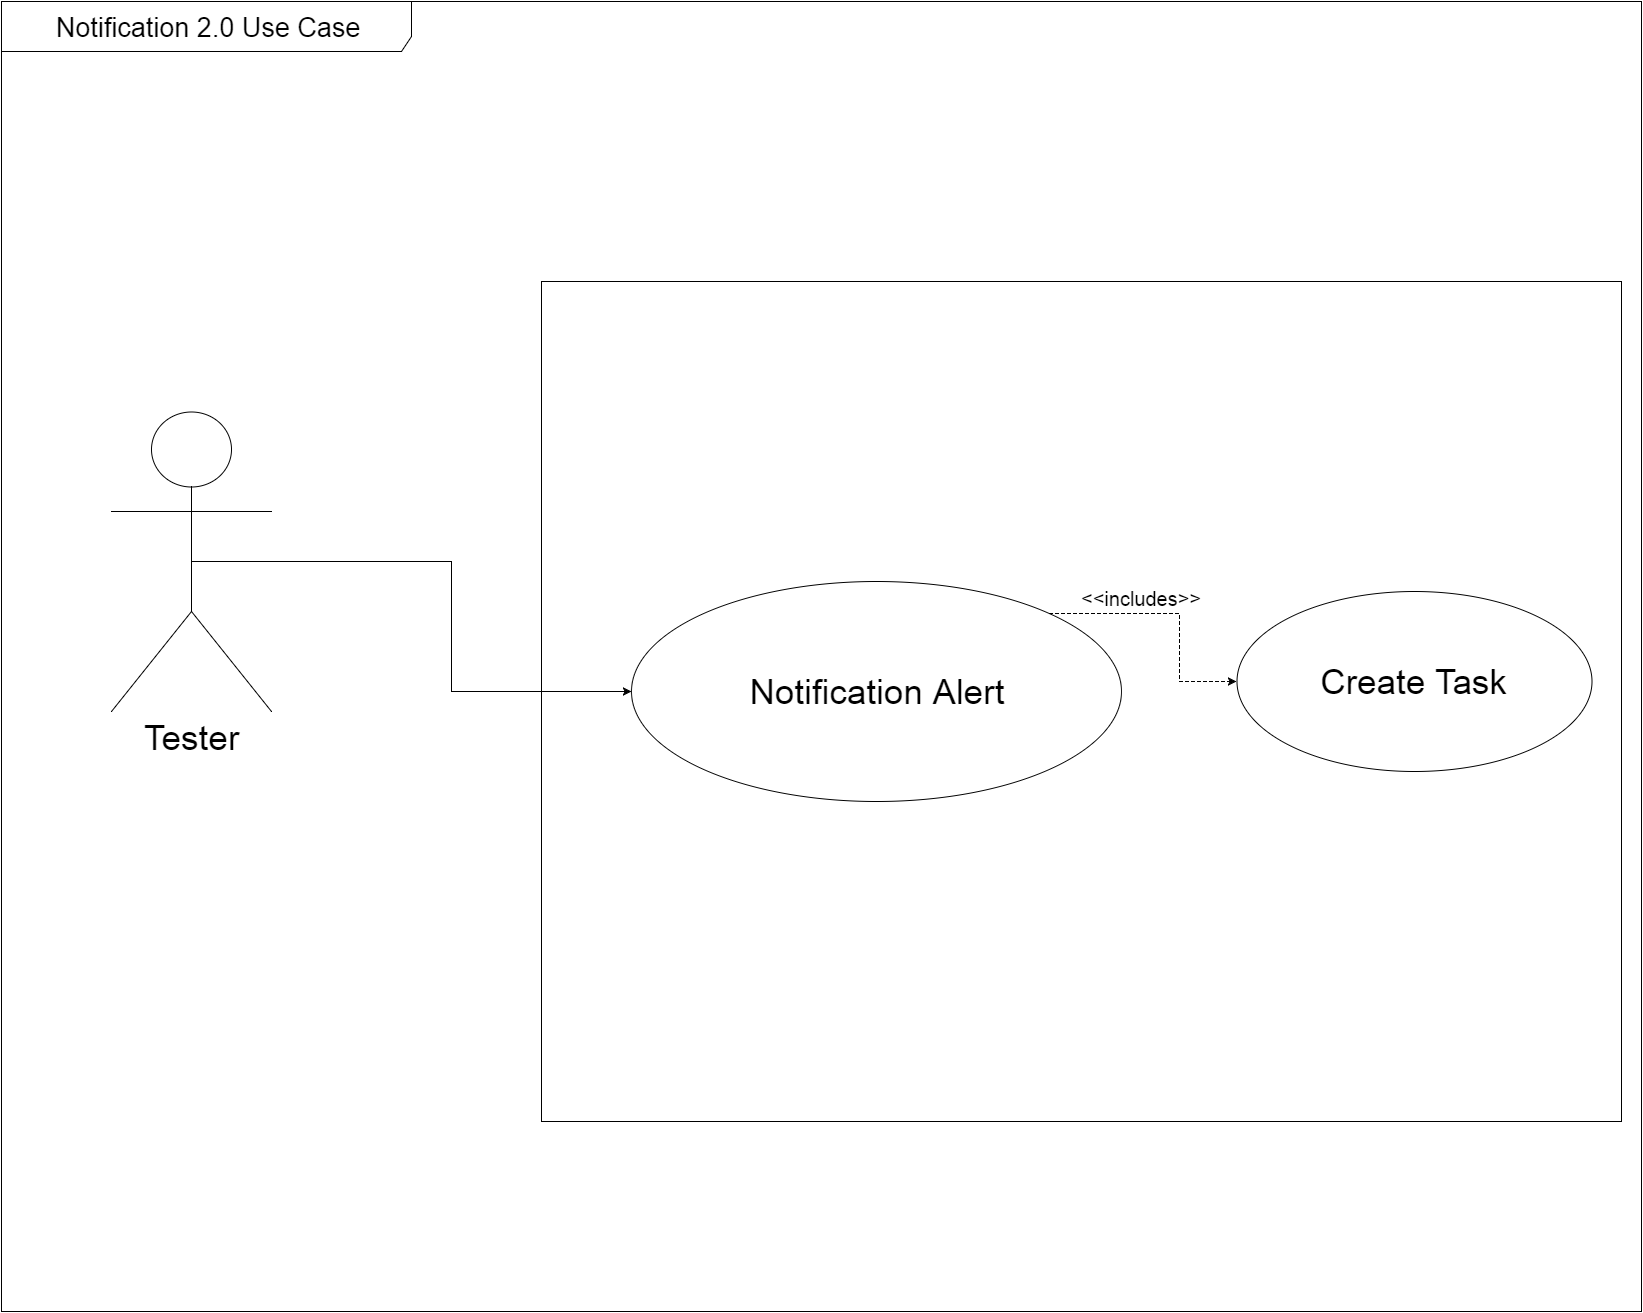 Notification 2.0 Use Case
<<includes>>
Create Task
Notification Alert
Tester